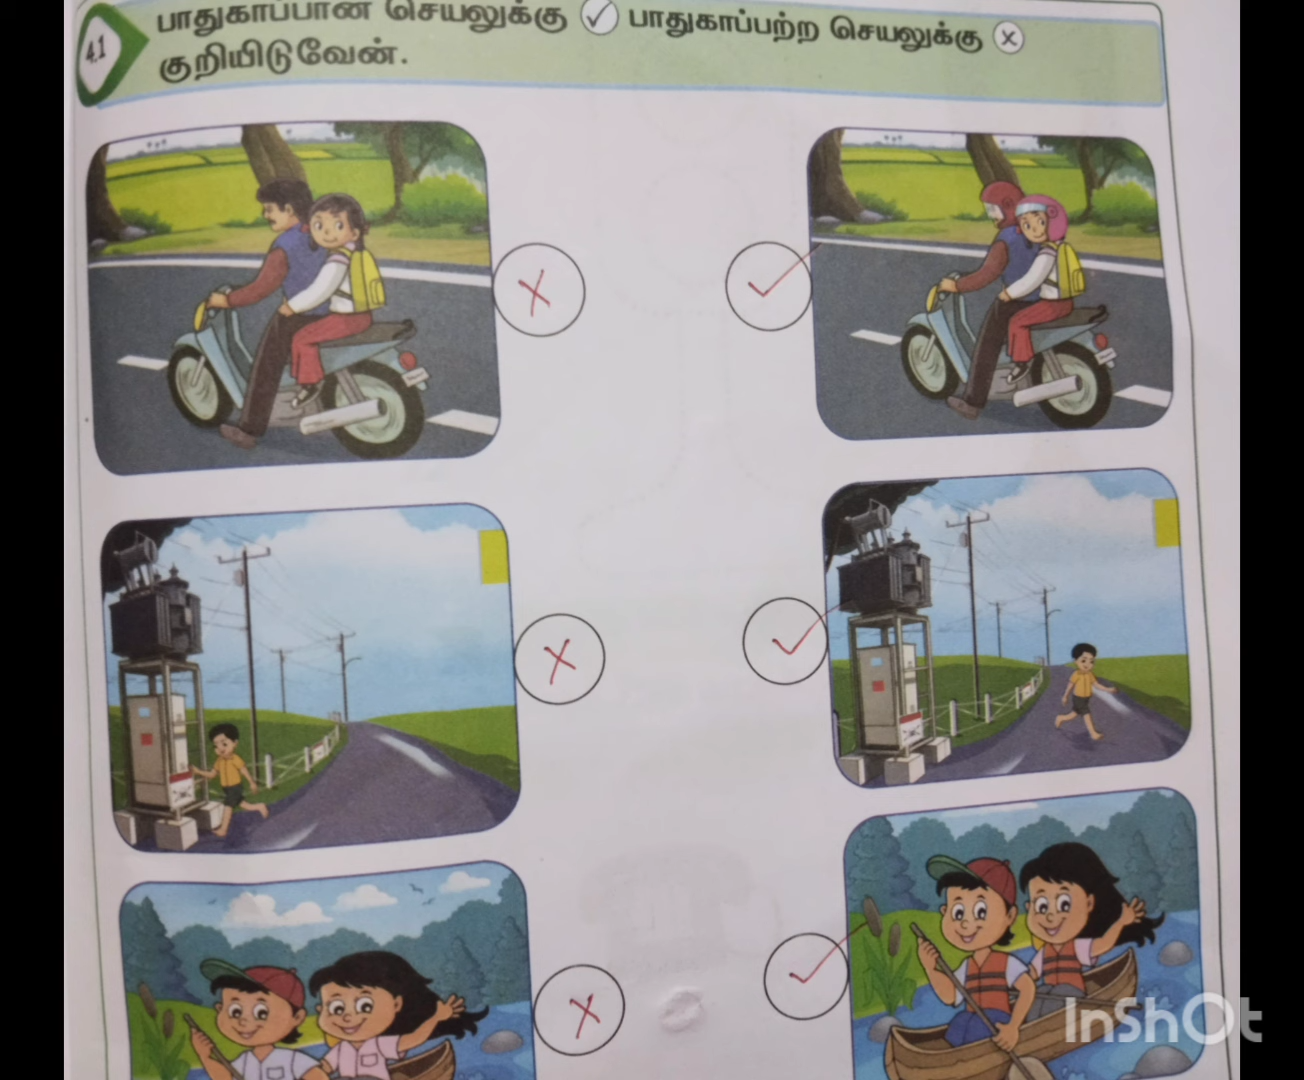 4.1
பாதுகாப்பான செயலுக்கு ✓ பாதுகாப்பற்ற செயலுக்கு ✗
குறியிடுவேன்.
InShOt